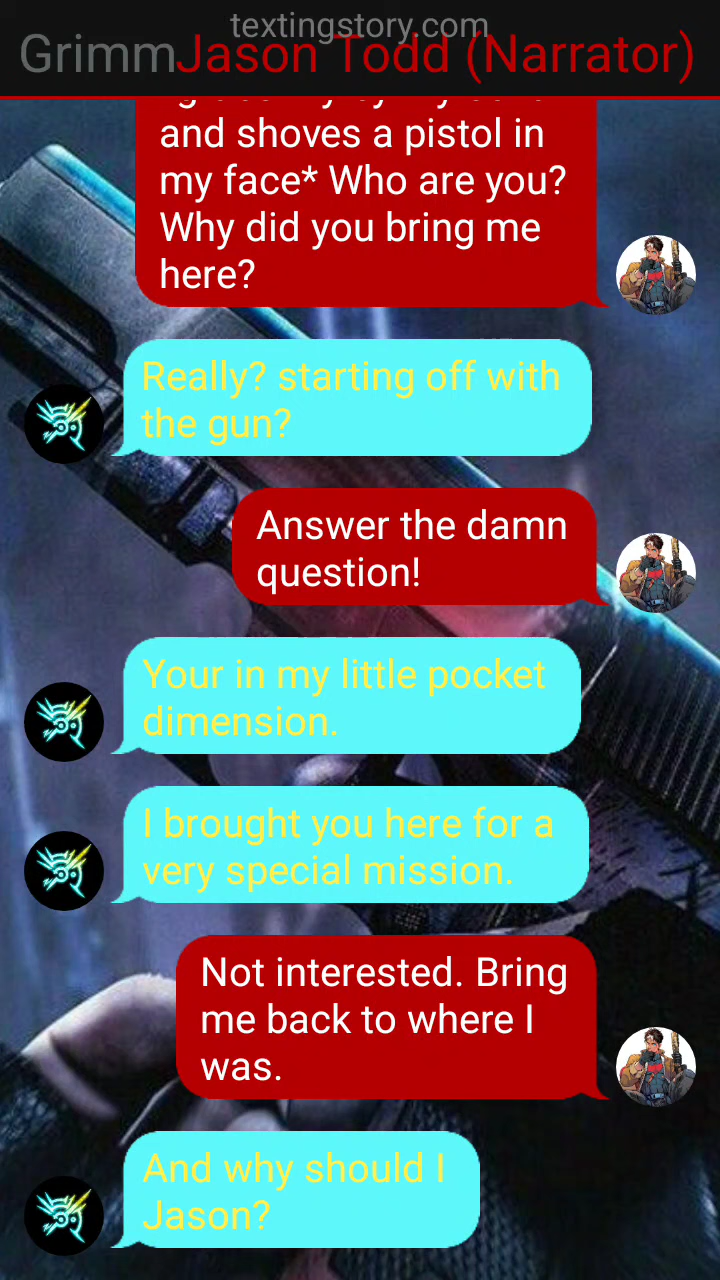 textingstory.com
GrimmJason Todd (Narrator)
and shoves a pistol in
my face* Who are you?
Why did you bring me
here?
Really? starting off with
the gun?
Answer the damn
question!
Your in my little pocket
dimension.
I brought you here for a
very special mission.
Not interested. Bring
me back to where I
was.
And why should I
Jason?